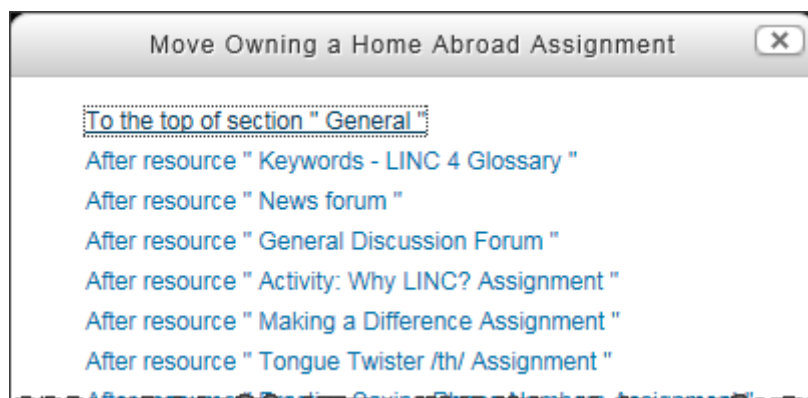 Move Owning a Home Abroad Assignment
To the top of section " General "
After resource " Keywords - LINC 4 Glossary "
After resource " News forum "
After resource " General Discussion Forum "
After resource " Activity: Why LINC? Assignment "
After resource " Making a Difference Assignment "
After resource " Tongue Twister /th/ Assignment "